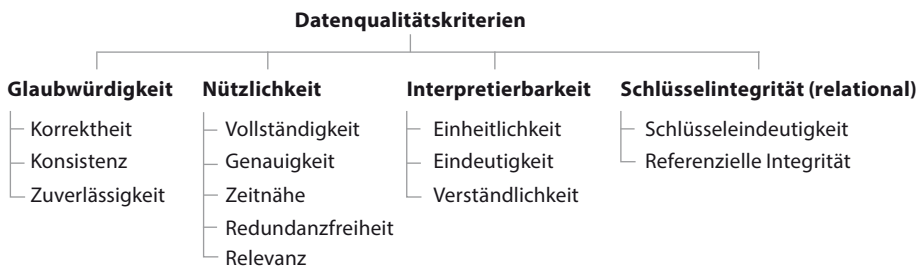 Datenqualitätskriterien
Glaubwürdigkeit
Korrektheit
Konsistenz
Zuverlässigkeit
Nützlichkeit
Vollständigkeit
Genauigkeit
Zeitnähe
Redundanzfreiheit
Relevanz
Interpretierbarkeit
Einheitlichkeit
Eindeutigkeit
Verständlichkeit
Schlüsselintegrität (relational)
Schlüsseleindeutigkeit
Referenzielle Integrität